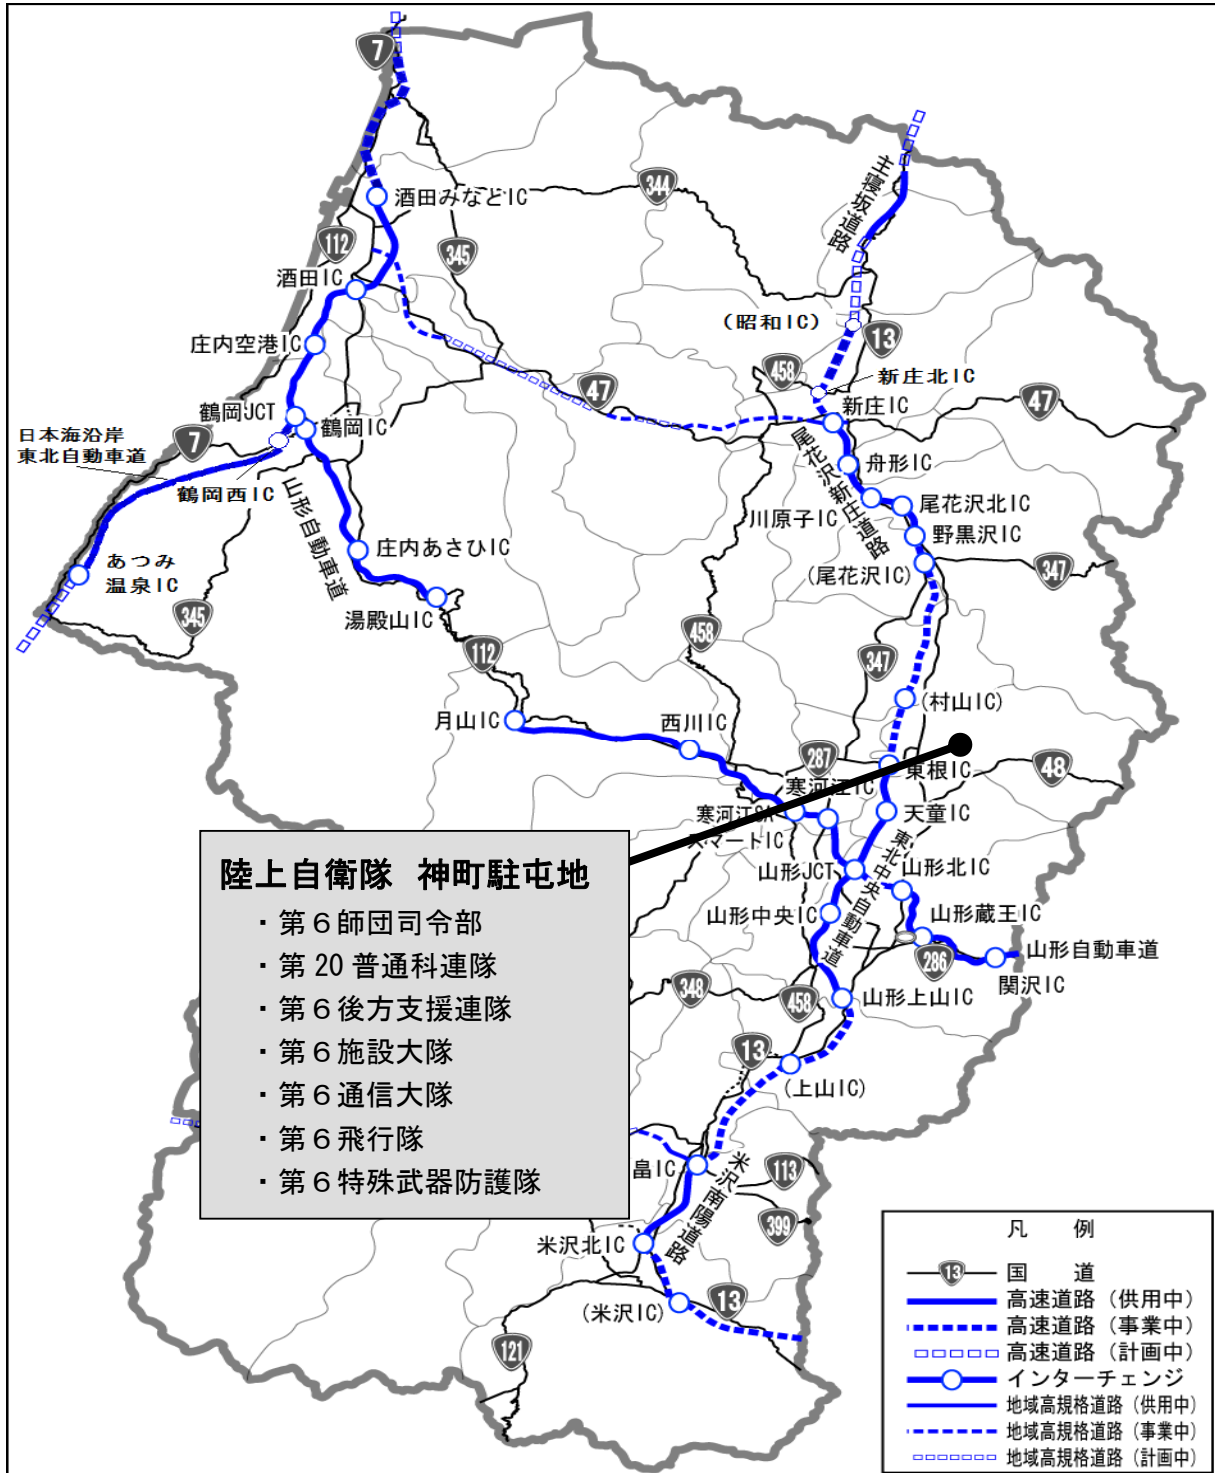 7
酒田みなとIC
344
主寝坂道路
112
345
酒田IC
(昭和IC)
13
庄内空港IC
458
新庄北IC
47
47
鶴岡JCT
新庄IC
鶴岡IC
日本海沿岸
東北自動車道
7
尾花沢新庄道路
舟形IC
鶴岡西IC
山形自動車道
川原子IC
尾花沢北IC
野黒沢IC
庄内あさひIC
(尾花沢IC)
347
あつみ
温泉IC
345
湯殿山IC
458
112
347
(村山IC)
月山IC
西川IC
287
東根IC
48
寒河江IC
寒河江SA
スマートIC
天童IC
東北中央自動車道
山形JCT
山形北IC
山形中央IC
山形蔵王IC
山形自動車道
286
関沢IC
陸上自衛隊 神町駐屯地
・第6師団司令部
・第20普通科連隊
・第6後方支援連隊
・第6施設大隊
・第6通信大隊
・第6飛行隊
・第6特殊武器防護隊
348
458
山形上山IC
13
(上山IC)
畠IC
米沢南陽道路
113
399
米沢北IC
(米沢IC)
13
121
凡 例
13 国 道
高速道路(供用中)
高速道路(事業中)
高速道路(計画中)
インターチェンジ
地域高規格道路(供用中)
地域高規格道路(事業中)
地域高規格道路(計画中)